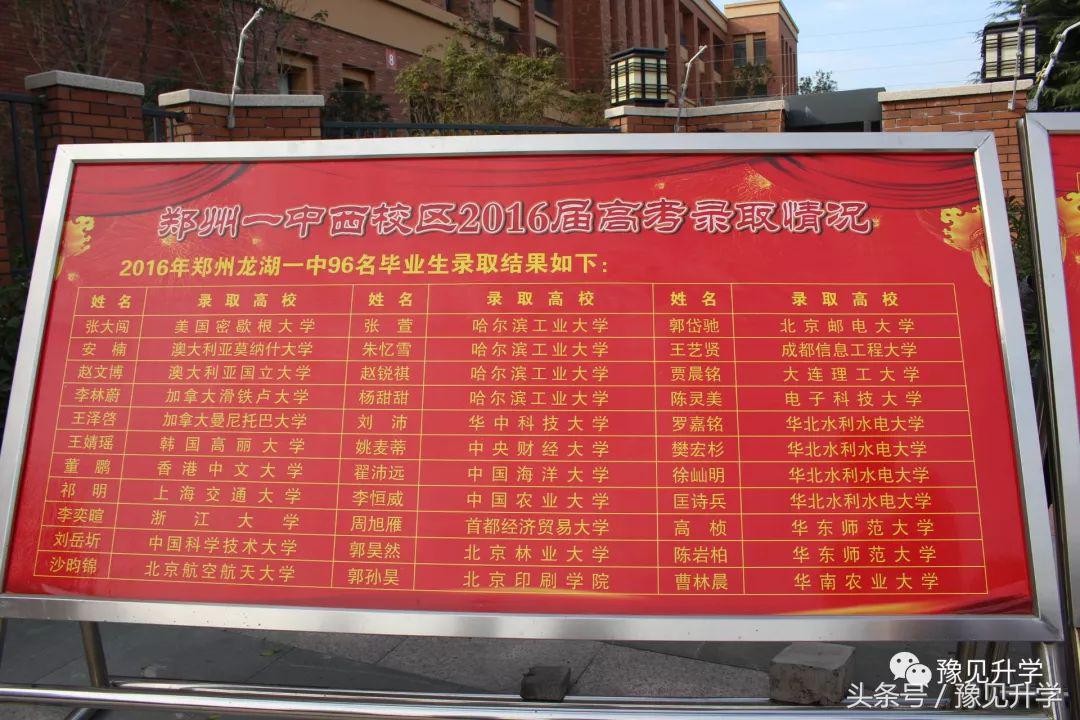 8
郑州一中西校区2016届高考录取情况
2016年郑州龙湖一中96名毕业生录取结果如下：
姓名 录取高校 姓名 录取高校 姓名 录取高校
张大闯 美国密歇根大学 张萱 哈尔滨工业大学 郭岱驰 北京邮电大学
安楠 澳大利亚莫纳什大学 朱忆雪 哈尔滨工业大学 王艺贤 成都信息工程大学
赵文博 澳大利亚国立大学 赵锐祺 哈尔滨工业大学 贾晨铭 大连理工大学
李林蔚 加拿大滑铁卢大学 杨甜甜 哈尔滨工业大学 陈灵美 电子科技大学
王泽啓 加拿大曼尼托巴大学 刘沛 华中科技大学 罗嘉铭 华北水利水电大学
王婧瑶 韩国高丽大学 姚麦蒂 中央财经大学 樊宏杉 华北水利水电大学
董鹏 香港中文大学 翟沛远 中国海洋大学 徐屾明 华北水利水电大学
祁明 上海交通大学 李恒威 中国农业大学 匡诗兵 华北水利水电大学
李奕暄 浙江大学 周旭雁 首都经济贸易大学 高桢 华东师范大学
刘岳圻 中国科学技术大学 郭昊然 北京林业大学 陈岩柏 华东师范大学
沙昀锦 北京航空航天大学 郭孙昊 北京印刷学院 曹林晨 华南农业大学
豫见升学
头条号 / 豫见升学